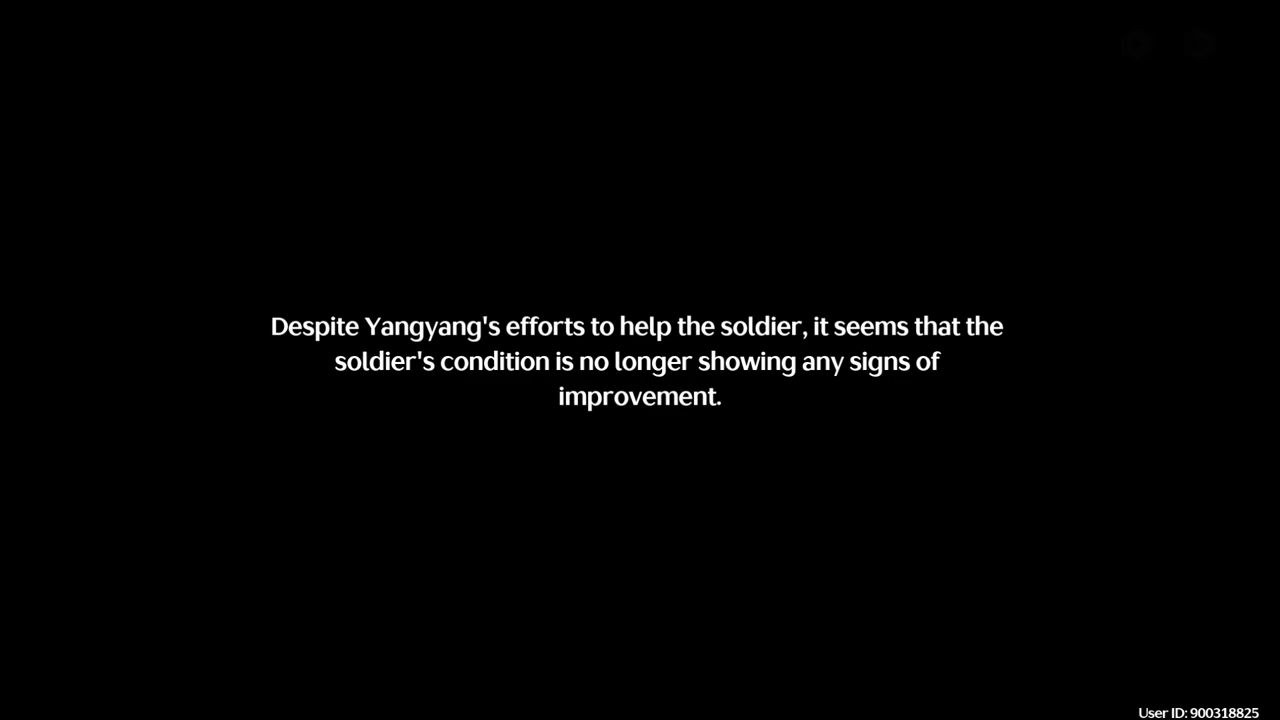 Despite Yangyang's efforts to help the soldier, it seems that the
soldier's condition is no longer showing any signs of
improvement.
User ID: 900318825